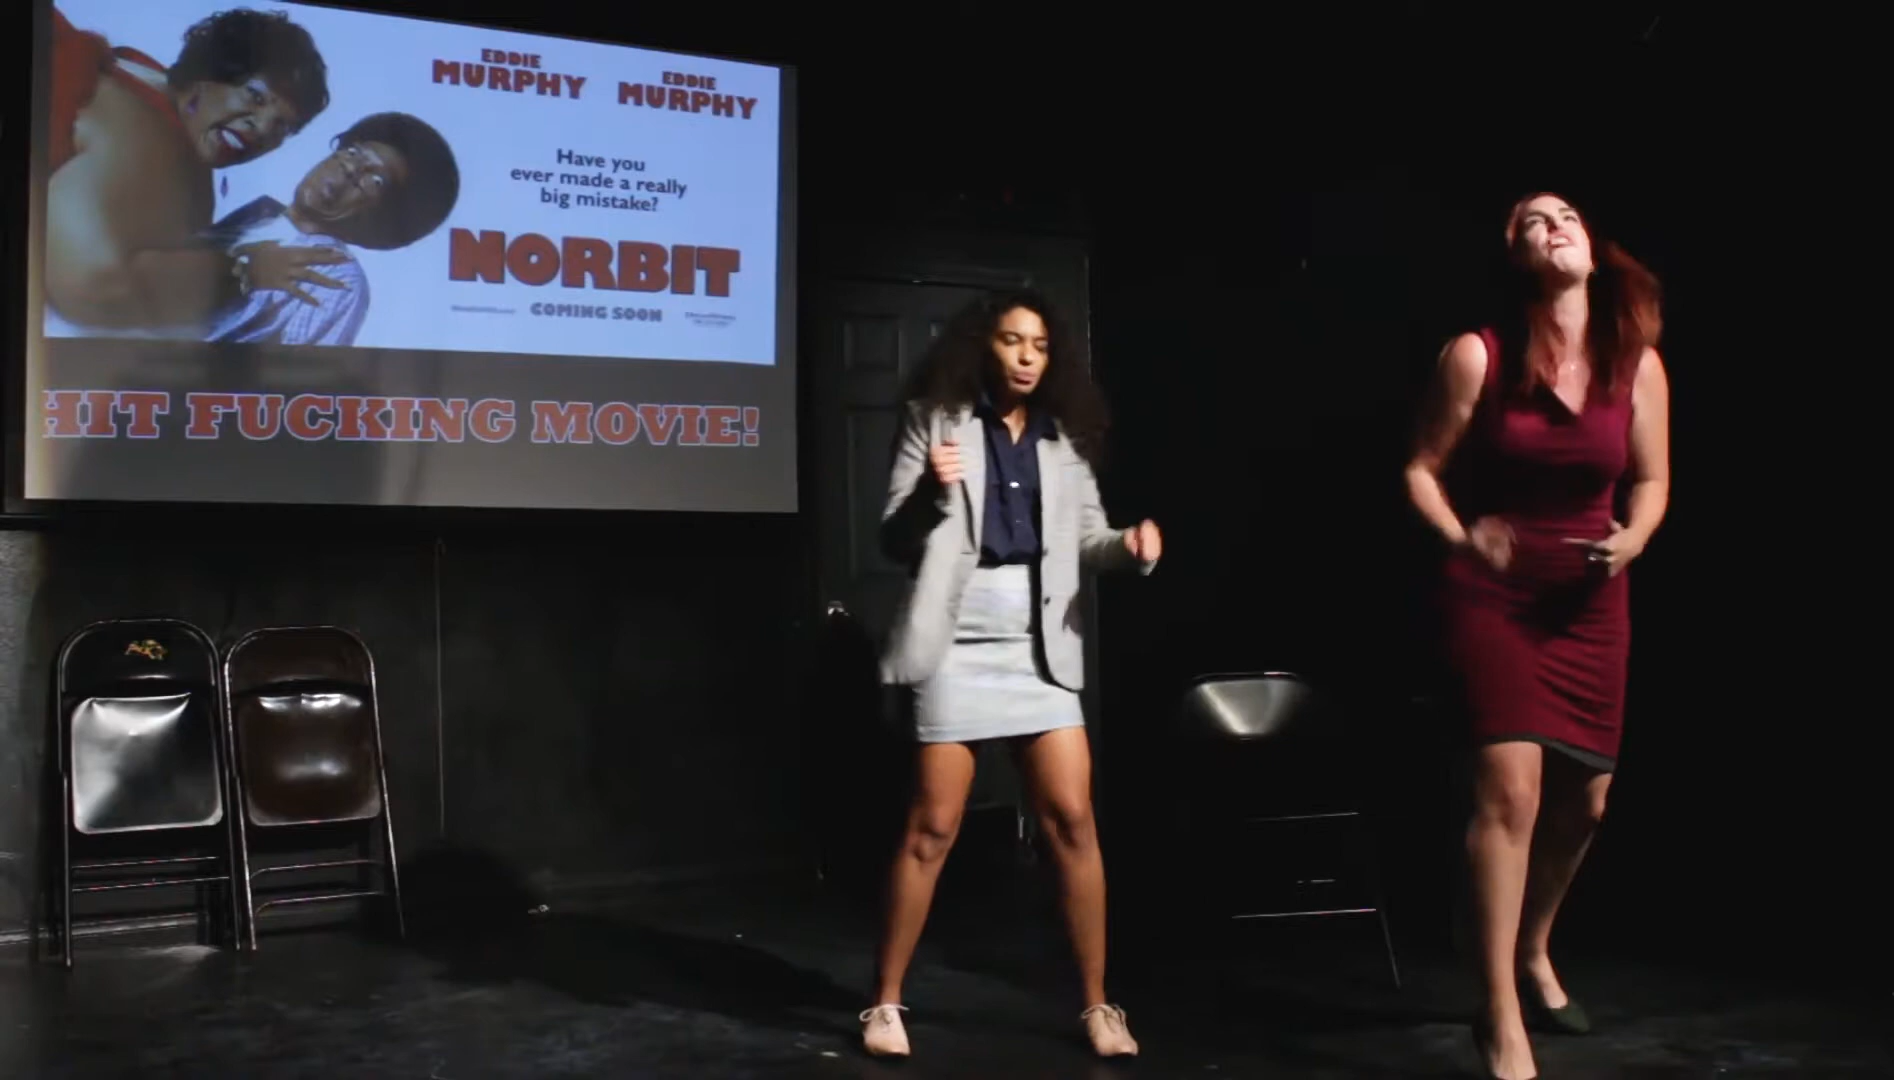 EDDIE
MURPHY
EDDIE
MURPHY
Have you
ever made a really
big mistake?
NORBIT
COMING SOON
HIT FUCKING MOVIE!